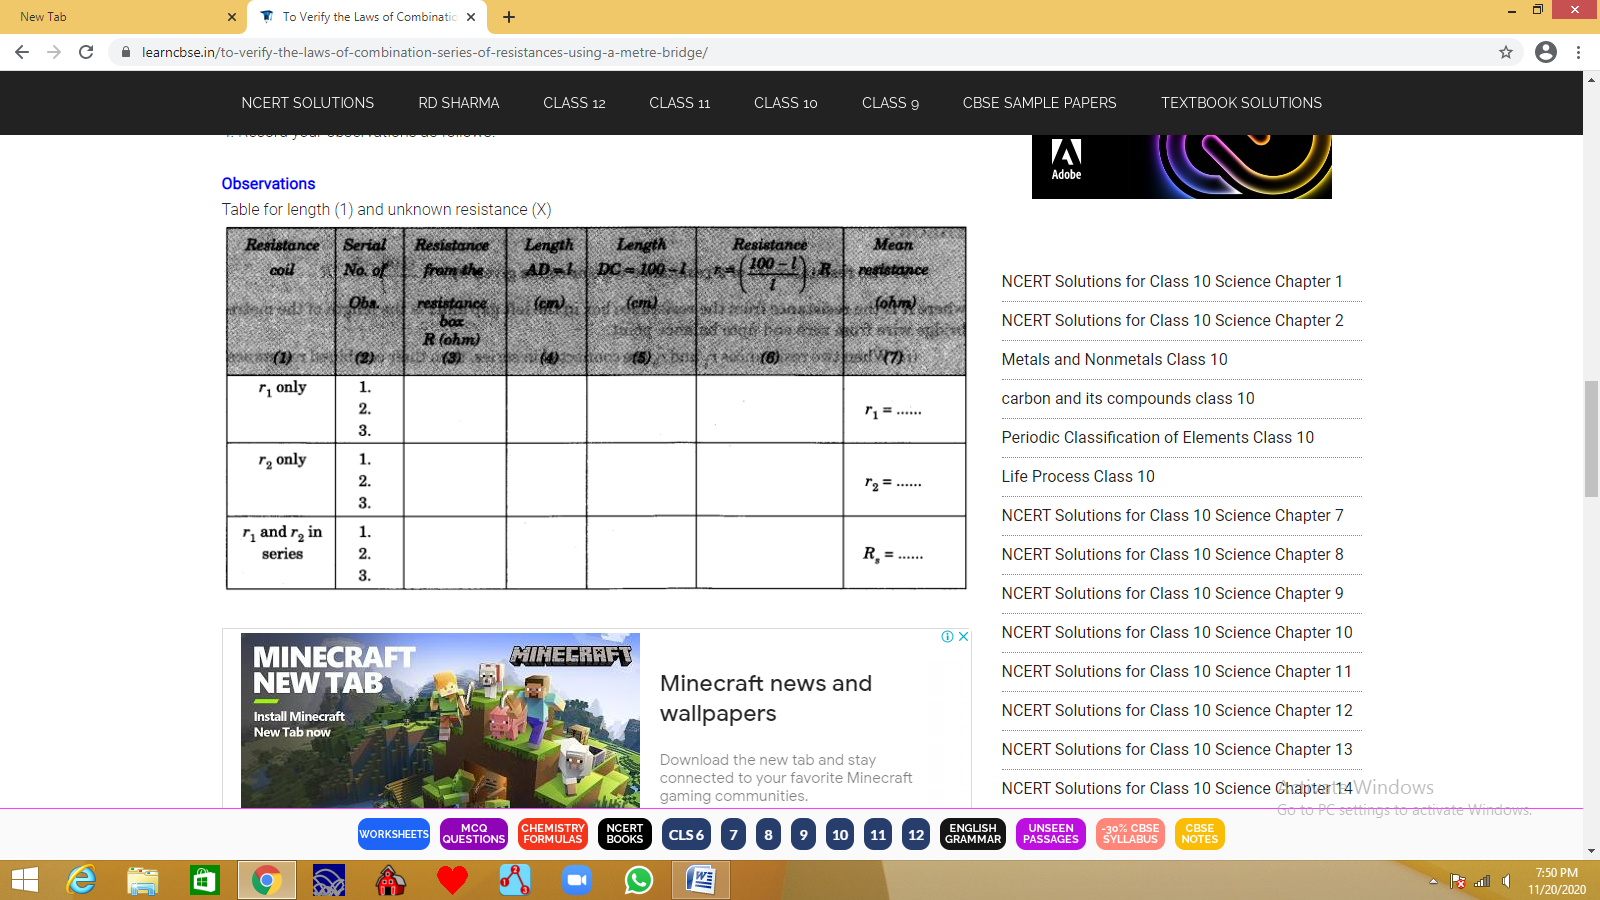 New Tab
To Verify the Laws of Combinatic
learncbse.in/to-verify-the-laws-of-combination-series-of-resistances-using-a-metre-bridge/
NCERT SOLUTIONS RD SHARMA CLASS 12 CLASS 11 CLASS 10 CLASS 9 CBSE SAMPLE PAPERS TEXTBOOK SOLUTIONS
Adobe
Observations
Table for length (1) and unknown resistance (X)
Resistance coil (1)
Serial No. of Obs. (2)
Resistance from the resistance box R (ohm) (3)
Length AD = l (cm) (4)
Length DC = 100 – l (cm) (5)
Resistance r = (100 – l / l) R (6)
Mean resistance (ohm) (7)
r₁ only
1.
2.
3.
r₁ = ......
r₂ only
1.
2.
3.
r₂ = ......
r₁ and r₂ in series
1.
2.
3.
Rₛ = ......
MINECRAFT
NEW TAB
Install Minecraft
New Tab now
MINECRAFT
Minecraft news and
wallpapers
Download the new tab and stay
connected to your favorite Minecraft
gaming communities.
NCERT Solutions for Class 10 Science Chapter 1
NCERT Solutions for Class 10 Science Chapter 2
Metals and Nonmetals Class 10
carbon and its compounds class 10
Periodic Classification of Elements Class 10
Life Process Class 10
NCERT Solutions for Class 10 Science Chapter 7
NCERT Solutions for Class 10 Science Chapter 8
NCERT Solutions for Class 10 Science Chapter 9
NCERT Solutions for Class 10 Science Chapter 10
NCERT Solutions for Class 10 Science Chapter 11
NCERT Solutions for Class 10 Science Chapter 12
NCERT Solutions for Class 10 Science Chapter 13
NCERT Solutions for Class 10 Science Chapter 14
Activate Windows
Go to PC settings to activate Windows.
WORKSHEETS
MCQ QUESTIONS
CHEMISTRY FORMULAS
NCERT BOOKS
CLS 6
7
8
9
10
11
12
ENGLISH GRAMMAR
UNSEEN PASSAGES
-30% CBSE SYLLABUS
CBSE NOTES
7:50 PM
11/20/2020